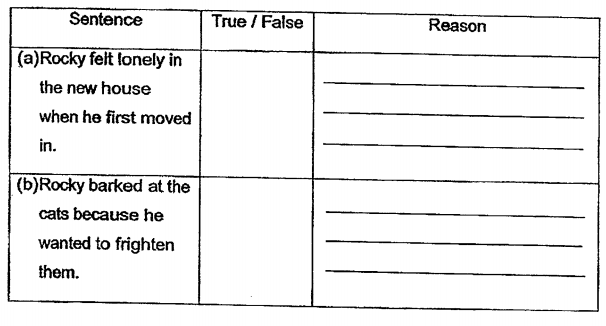 Sentence True / False Reason
(a)Rocky felt lonely in
the new house
when he first moved
in.
(b)Rocky barked at the
cats because he
wanted to frighten
them.